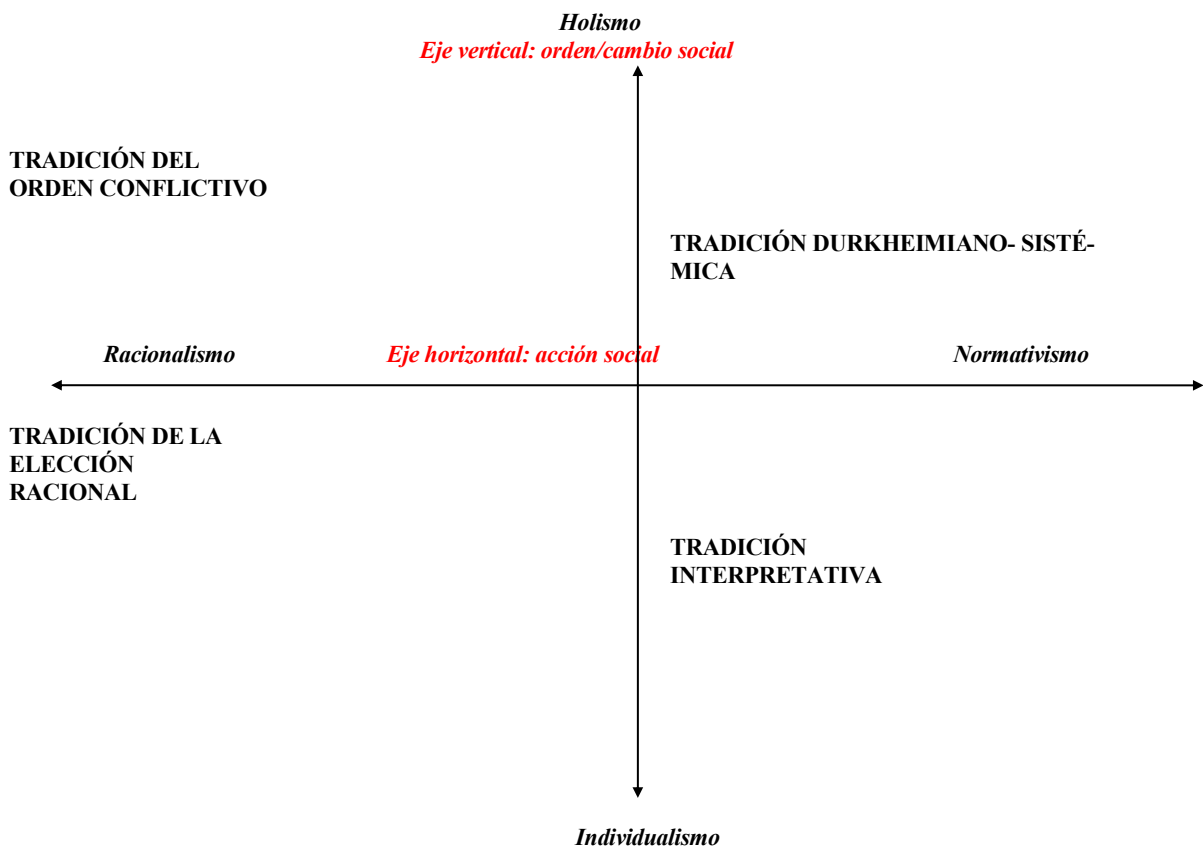 Holismo
Eje vertical: orden/cambio social
TRADICIÓN DEL
ORDEN CONFLICTIVO
TRADICIÓN DURKHEIMIANO- SISTÉ-
MICA
Racionalismo
Eje horizontal: acción social
Normativismo
TRADICIÓN DE LA
ELECCIÓN
RACIONAL
TRADICIÓN
INTERPRETATIVA
Individualismo